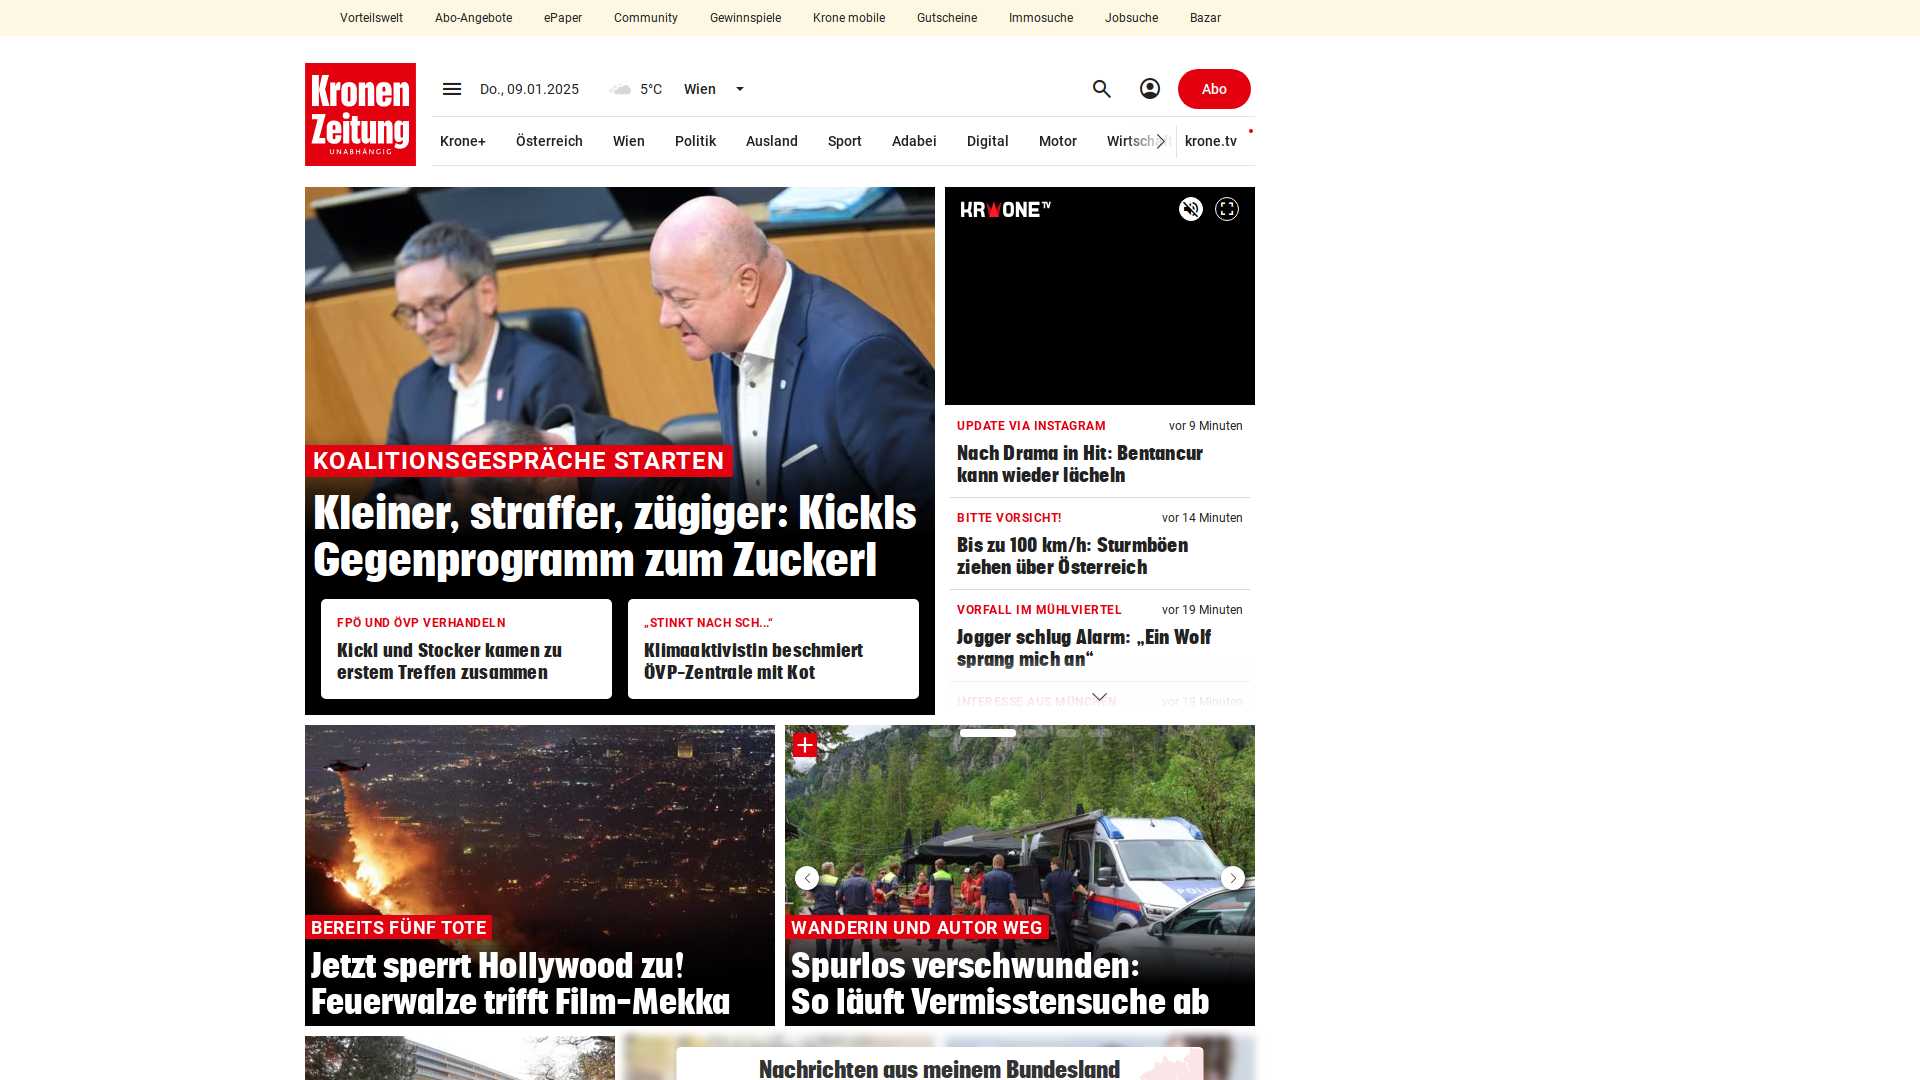 Vorteilswelt Abo-Angebote ePaper Community Gewinnspiele Krone mobile Gutscheine Immosuche Jobsuche Bazar
Kronen
Zeitung
UNABHÄNGIG
Do., 09.01.2025 5°C Wien Abo
Krone+ Österreich Wien Politik Ausland Sport Adabei Digital Motor Wirtschaft krone.tv
KOALITIONSGESPRÄCHE STARTEN
Kleiner, straffer, zügiger: Kickls
Gegenprogramm zum Zuckerl
FPÖ UND ÖVP VERHANDELN
Kickl und Stocker kamen zu
erstem Treffen zusammen
„STINKT NACH SCH...“
Klimaaktivistin beschmiert
ÖVP-Zentrale mit Kot
KRONE TV
UPDATE VIA INSTAGRAM vor 9 Minuten
Nach Drama in Hit: Bentancur
kann wieder lächeln
BITTE VORSICHT! vor 14 Minuten
Bis zu 100 km/h: Sturmböen
ziehen über Österreich
VORFALL IM MÜHLVIERTEL vor 19 Minuten
Jogger schlug Alarm: „Ein Wolf
sprang mich an“
INTERESSE AUS MÜNCHEN vor 19 Minuten
BEREITS FÜNF TOTE
Jetzt sperrt Hollywood zu!
Feuerwalze trifft Film-Mekka
POLIZEI
WANDERIN UND AUTOR WEG
Spurlos verschwunden:
So läuft Vermisstensuche ab
Nachrichten aus meinem Bundesland